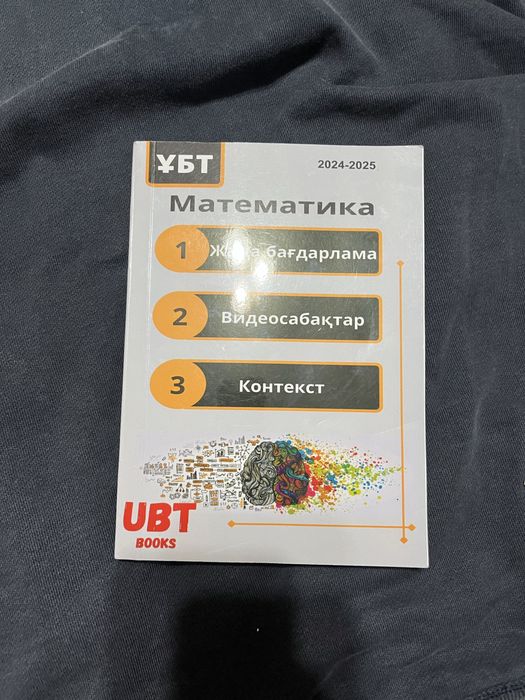 ҰБТ
2024-2025
Математика
1
бағдарлама
2
Видеосабақтар
3
Контекст
UBT
BOOKS